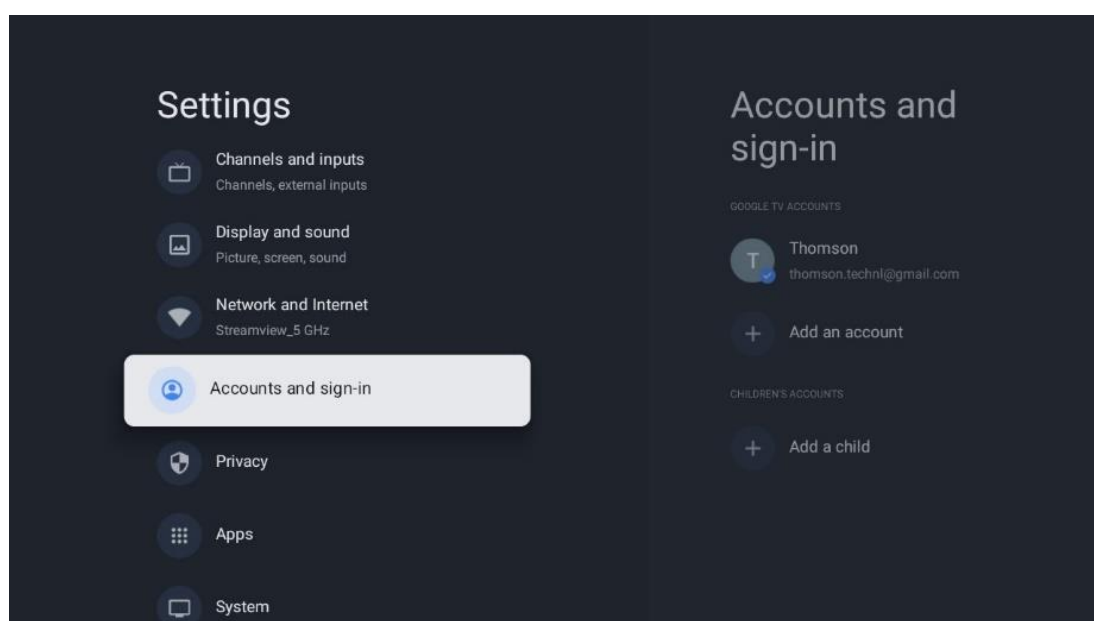 Settings
Channels and inputs
Channels, external inputs
Display and sound
Picture, screen, sound
Network and Internet
Streamview_5 GHz
Accounts and sign-in
Privacy
Apps
System
Accounts and
sign-in
GOOGLE TV ACCOUNTS
T
Thomson
thomson.technl@gmail.com
Add an account
CHILDREN'S ACCOUNTS
Add a child